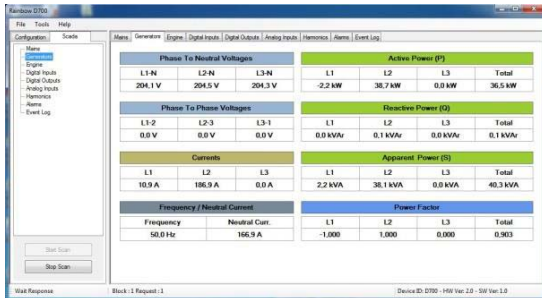 Rainbow D700
File Tools Help
Configuration Scada
Mains Generators Engine Digital Inputs Digital Outputs Analog Inputs Harmonics Alarms Event Log
Mains
Generators
Engine
Digital Inputs
Digital Outputs
Analog Inputs
Harmonics
Alarms
Event Log
Phase To Neutral Voltages
L1-N L2-N L3-N
204,1 V 204,5 V 204,3 V
Active Power (P)
L1 L2 L3 Total
-2,2 kW 38,7 kW 0,0 kW 36,5 kW
Phase To Phase Voltages
L1-2 L2-3 L3-1
0,0 V 0,0 V 0,0 V
Reactive Power (Q)
L1 L2 L3 Total
0,0 kVAr 0,1 kVAr 0,0 kVAr 0,1 kVAr
Currents
L1 L2 L3
10,9 A 186,9 A 0,0 A
Apparent Power (S)
L1 L2 L3 Total
2,2 kVA 38,1 kVA 0,0 kVA 40,3 kVA
Frequency / Neutral Current
Frequency Neutral Curr.
50,0 Hz 166,9 A
Power Factor
L1 L2 L3 Total
-1,000 1,000 0,000 0,903
Start Scan
Stop Scan
Wait Response
Block : 1 Request : 1
Device ID: D700 - HW Ver: 2.0 - SW Ver: 1.0